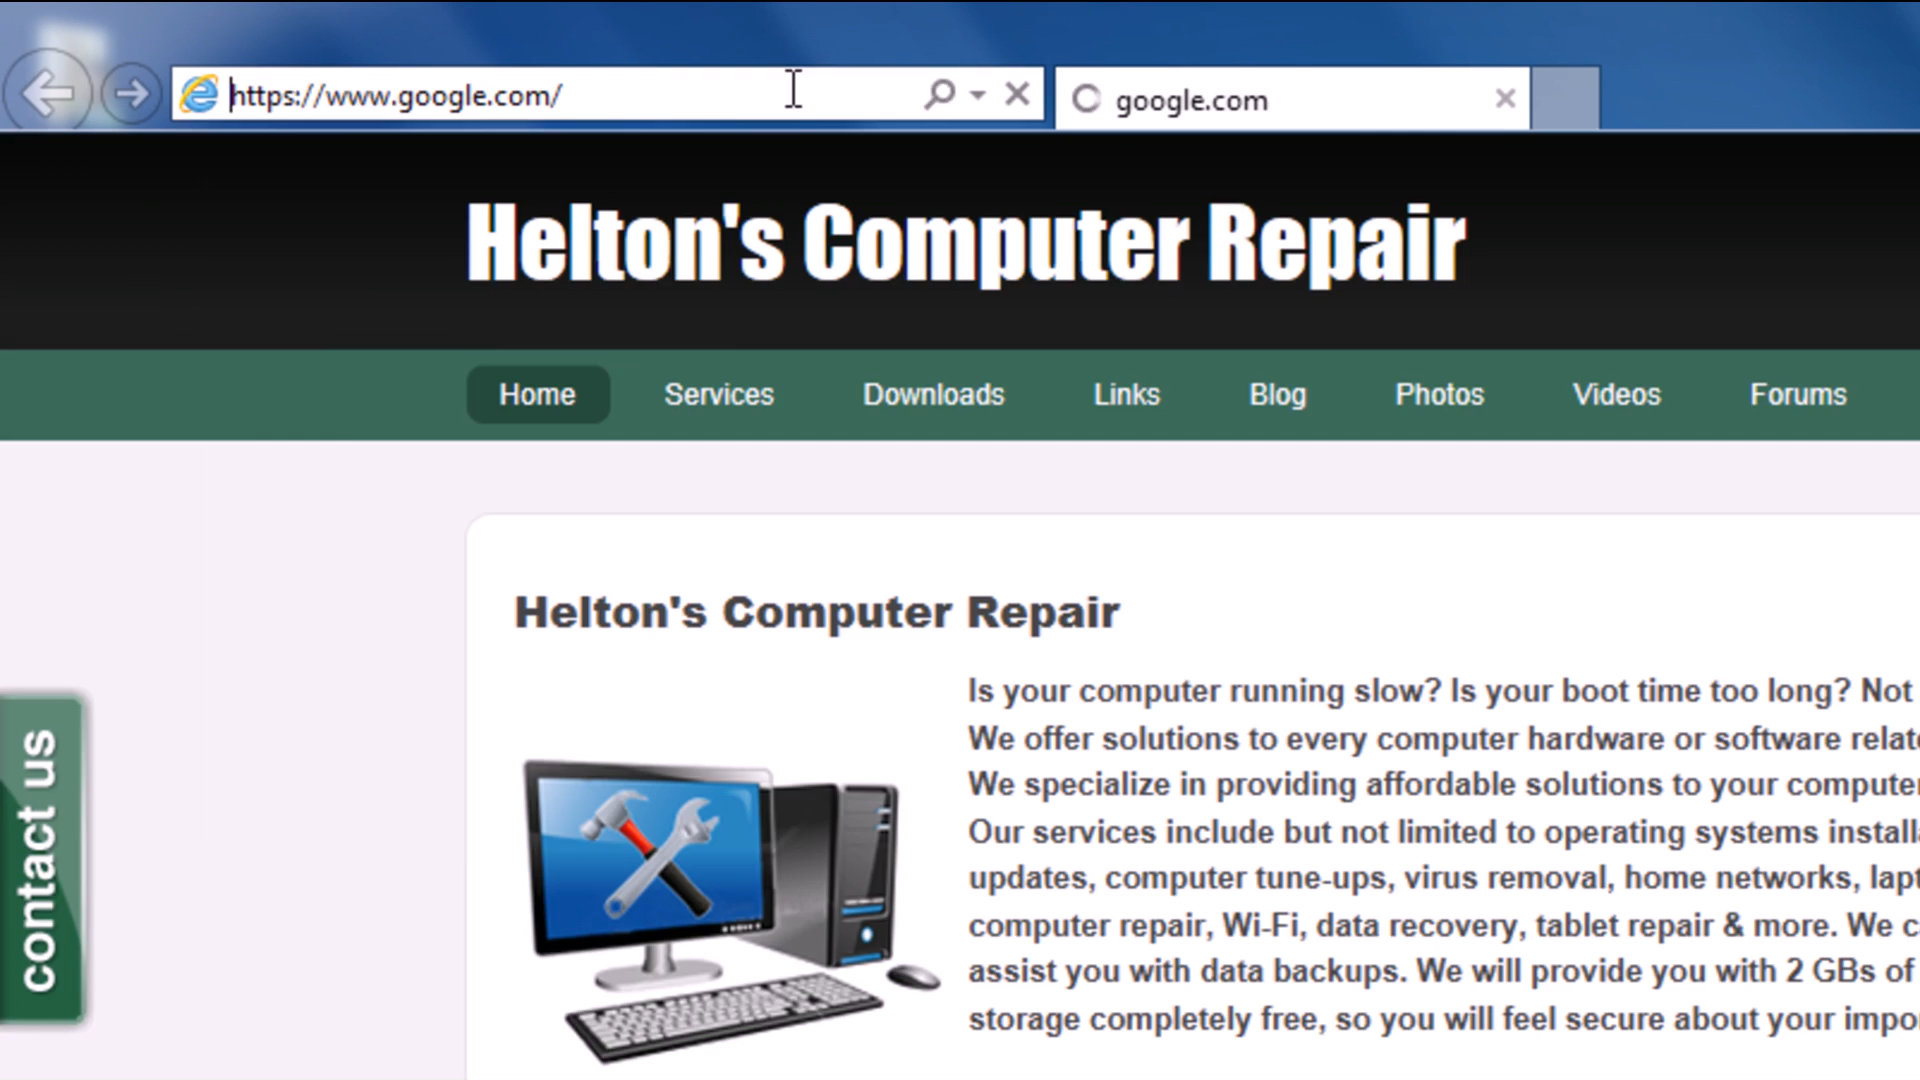 https://www.google.com/
google.com
Helton's Computer Repair
Home Services Downloads Links Blog Photos Videos Forums
Helton's Computer Repair
Is your computer running slow? Is your boot time too long? Not
We offer solutions to every computer hardware or software relate
We specialize in providing affordable solutions to your computer
Our services include but not limited to operating systems installa
updates, computer tune-ups, virus removal, home networks, lapt
computer repair, Wi-Fi, data recovery, tablet repair & more. We c
assist you with data backups. We will provide you with 2 GBs of
storage completely free, so you will feel secure about your impor
contact us